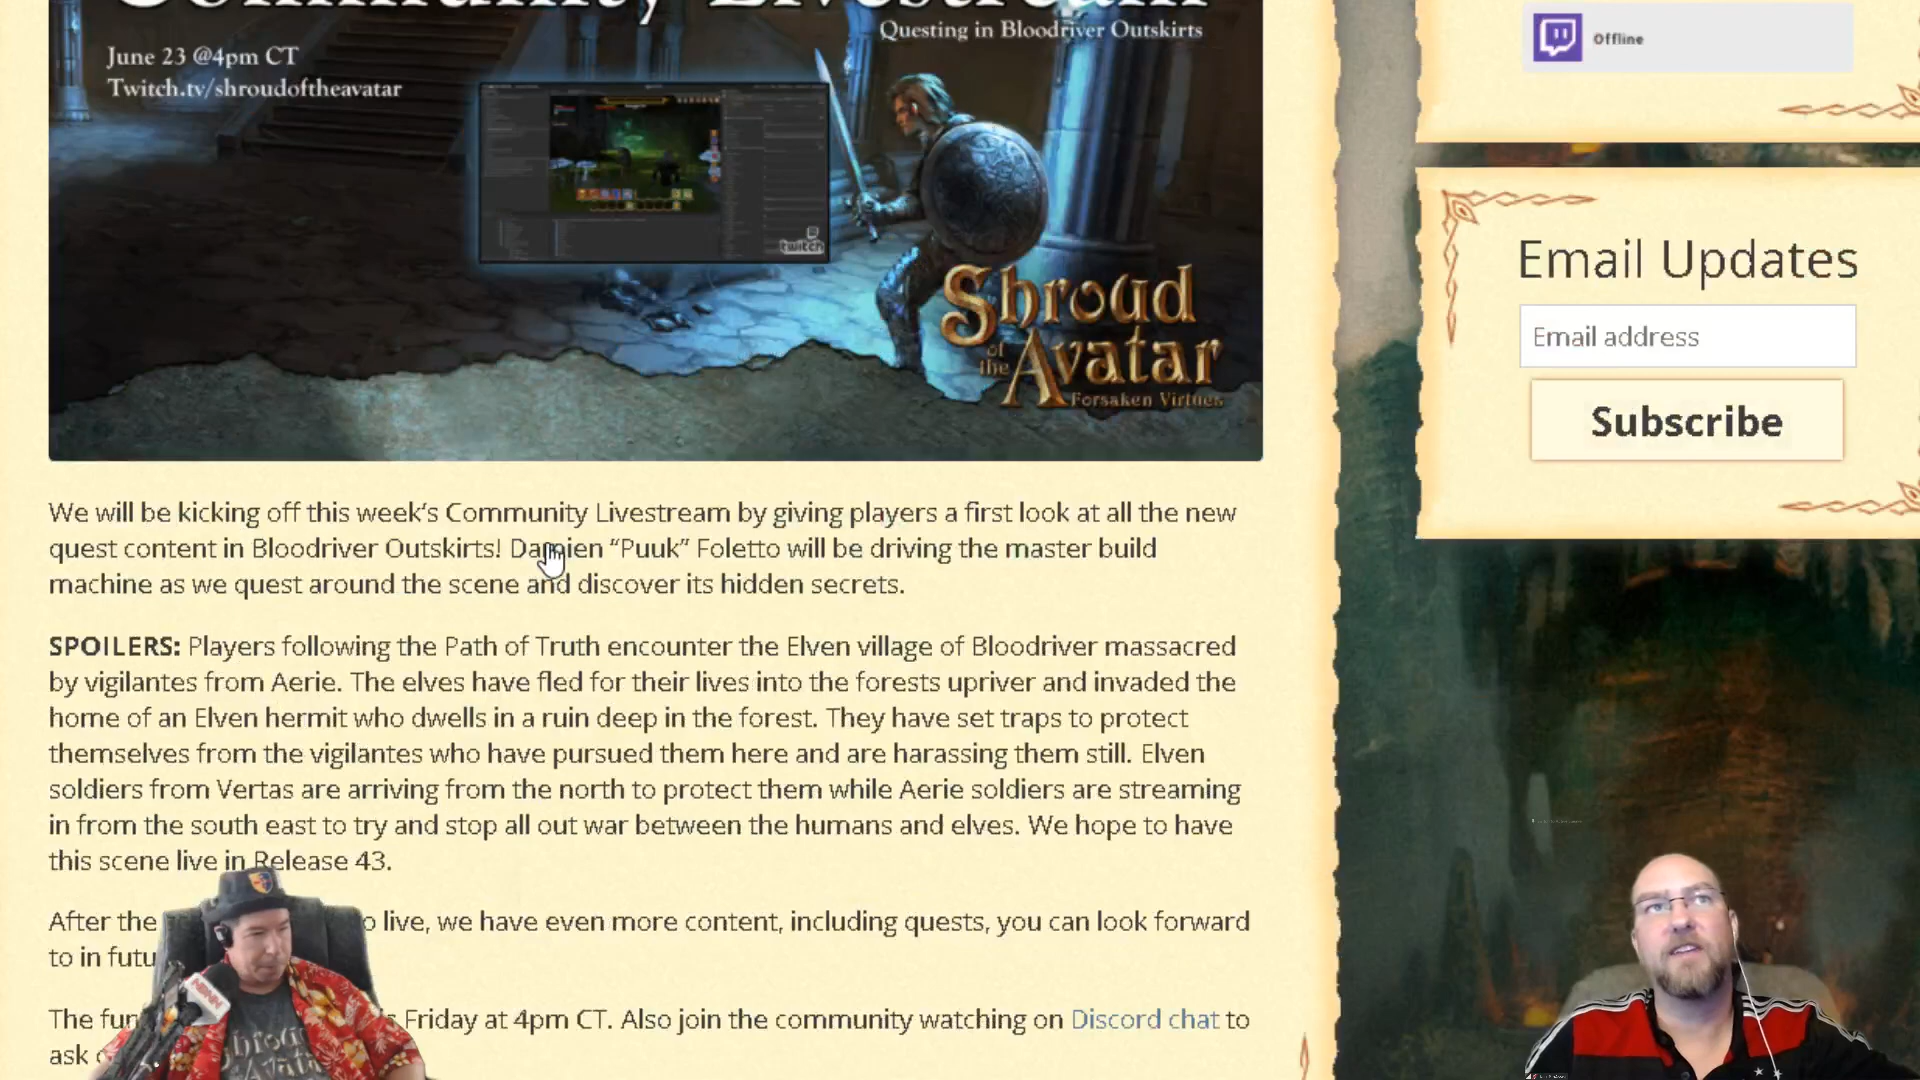 Community Livestream
Questing in Bloodriver Outskirts
June 23 @4pm CT
Twitch.tv/shroudoftheavatar
twitch
Shroud
of
the Avatar
Forsaken Virtues
Offline
Email Updates
Email address
Subscribe
We will be kicking off this week's Community Livestream by giving players a first look at all the new
quest content in Bloodriver Outskirts! Damien “Puuk” Foletto will be driving the master build
machine as we quest around the scene and discover its hidden secrets.
SPOILERS: Players following the Path of Truth encounter the Elven village of Bloodriver massacred
by vigilantes from Aerie. The elves have fled for their lives into the forests upriver and invaded the
home of an Elven hermit who dwells in a ruin deep in the forest. They have set traps to protect
themselves from the vigilantes who have pursued them here and are harassing them still. Elven
soldiers from Vertas are arriving from the north to protect them while Aerie soldiers are streaming
in from the south east to try and stop all out war between the humans and elves. We hope to have
this scene live in Release 43.
After the o live, we have even more content, including quests, you can look forward
to in futu
The fun Friday at 4pm CT. Also join the community watching on Discord chat to
ask
NBNN
Shroud
Avatar